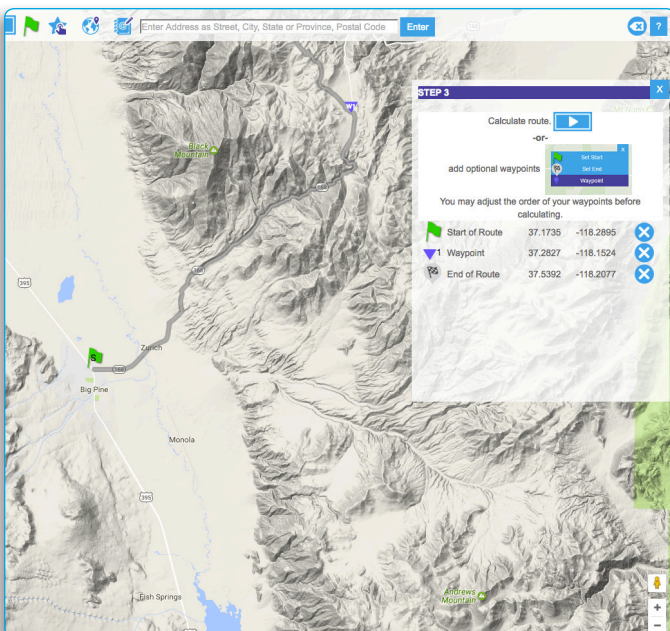 Enter Address as Street, City, State or Province, Postal Code
Enter
?
STEP 3
X
Calculate route.
-or-
add optional waypoints
X
Set Start
Set End
Waypoint
You may adjust the order of your waypoints before
calculating.
Start of Route 37.1735 -118.2895
1 Waypoint 37.2827 -118.1524
End of Route 37.5392 -118.2077
Black
Mountain
168
168
395
S
168
Zurich
Big Pine
Monola
395
Fish Springs
Andrews
Mountain
+
-